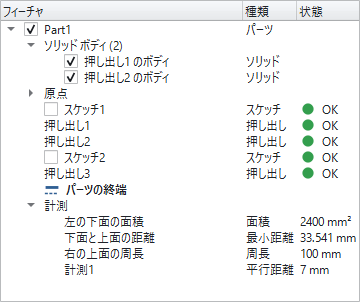 フィーチャ 種類 状態
Part1 パーツ
ソリッド ボディ (2)
押し出し1 のボディ ソリッド
押し出し2 のボディ ソリッド
原点
スケッチ1 スケッチ OK
押し出し1 押し出し OK
押し出し2 押し出し OK
スケッチ2 スケッチ OK
押し出し3 押し出し OK
パーツの終端
計測
左の下面の面積 面積 2400 mm²
下面と上面の距離 最小距離 33.541 mm
右の上面の周長 周長 100 mm
計測1 平行距離 7 mm